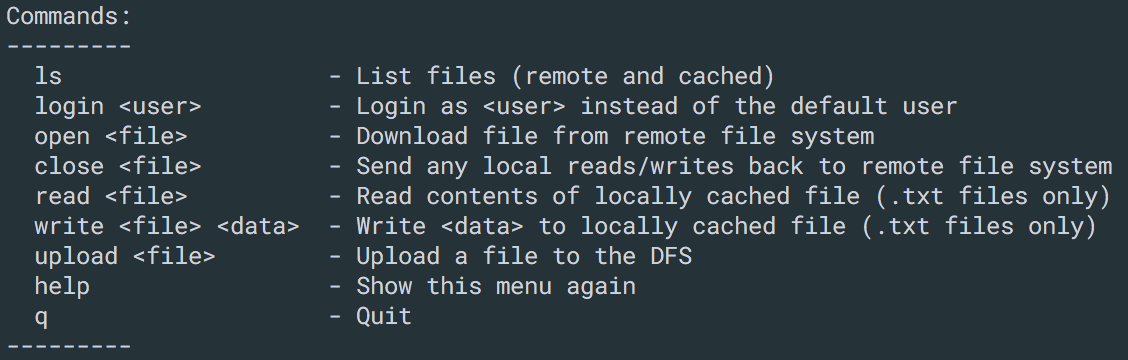 Commands:
---------
  ls                   - List files (remote and cached)
  login <user>         - Login as <user> instead of the default user
  open <file>          - Download file from remote file system
  close <file>         - Send any local reads/writes back to remote file system
  read <file>          - Read contents of locally cached file (.txt files only)
  write <file> <data>  - Write <data> to locally cached file (.txt files only)
  upload <file>        - Upload a file to the DFS
  help                 - Show this menu again
  q                    - Quit
---------